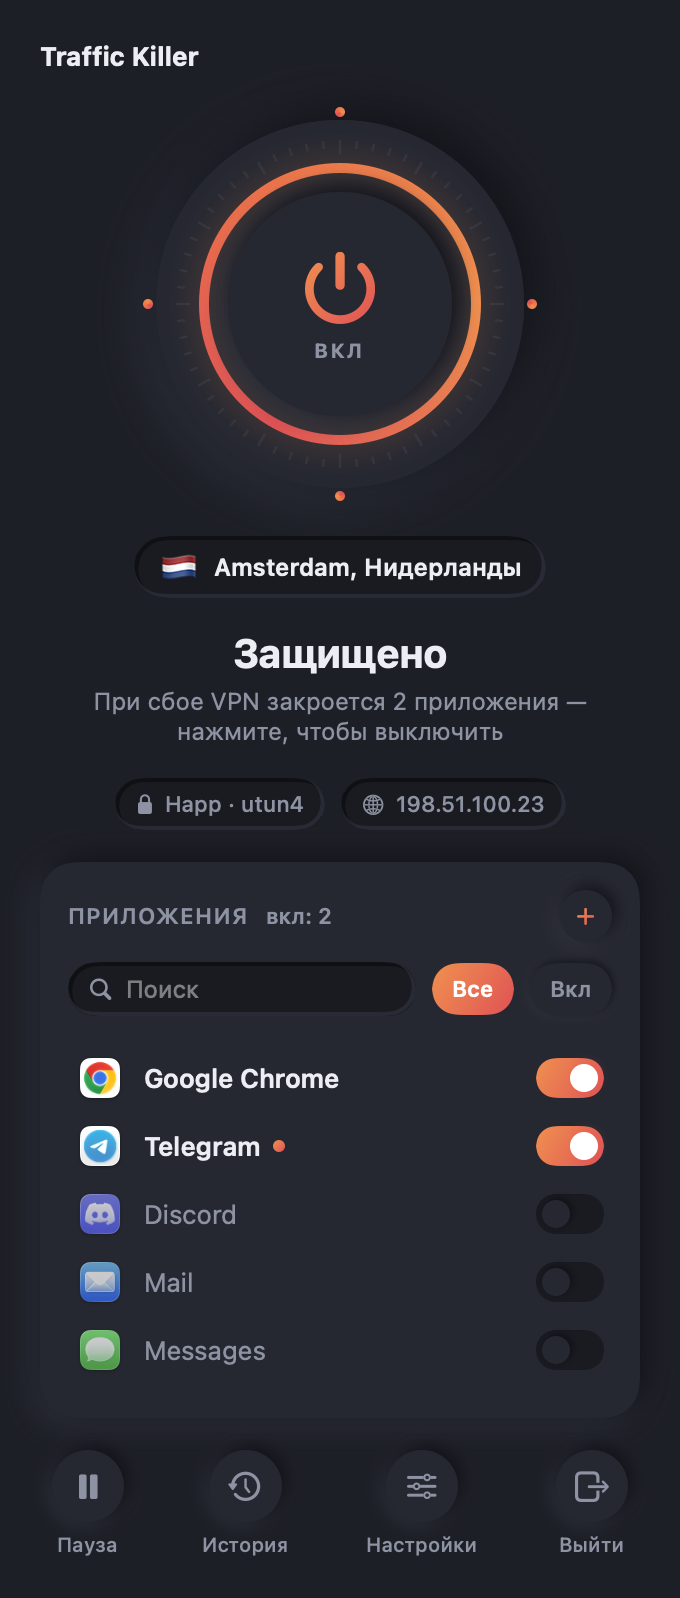 Traffic Killer
ВКЛ
Amsterdam, Нидерланды
Защищено
При сбое VPN закроется 2 приложения —
нажмите, чтобы выключить
Happ · utun4
198.51.100.23
ПРИЛОЖЕНИЯ вкл: 2
+
Поиск
Все
Вкл
Google Chrome
Telegram
Discord
Mail
Messages
Пауза
История
Настройки
Выйти